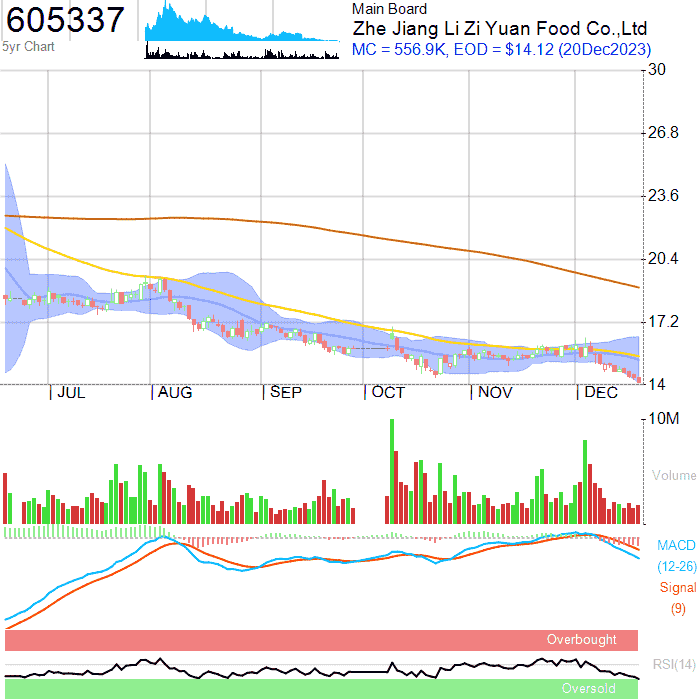 605337
5yr Chart
Main Board
Zhe Jiang Li Zi Yuan Food Co.,Ltd
MC = 556.9K, EOD = $14.12 (20Dec2023)
30
26.8
23.6
20.4
17.2
14
JUL AUG SEP OCT NOV DEC
10M
Volume
MACD
(12-26)
Signal
(9)
Overbought
RSI(14)
Oversold